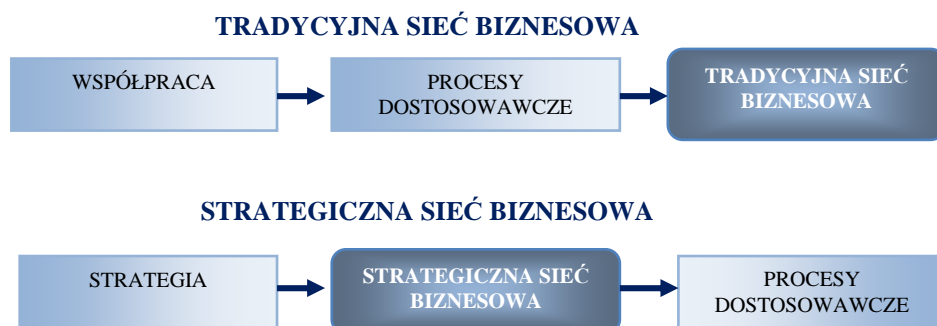 TRADYCYJNA SIEĆ BIZNESOWA
WSPÓŁPRACA
PROCESY
DOSTOSOWAWCZE
TRADYCYJNA SIEĆ
BIZNESOWA
STRATEGICZNA SIEĆ BIZNESOWA
STRATEGIA
STRATEGICZNA SIEĆ
BIZNESOWA
PROCESY
DOSTOSOWAWCZE